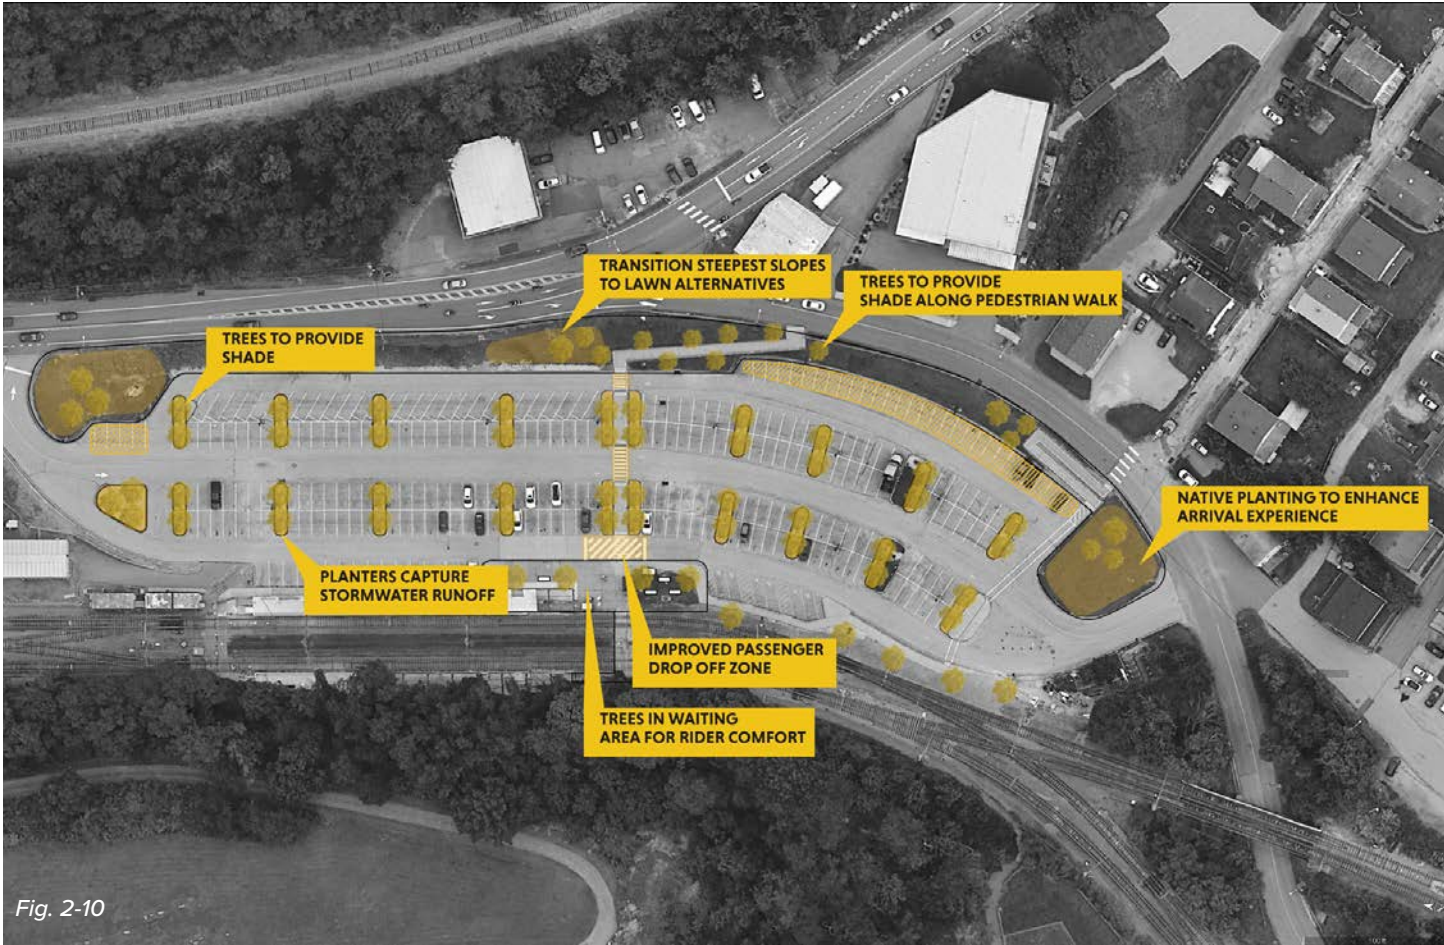 TRANSITION STEEPEST SLOPES
TO LAWN ALTERNATIVES
TREES TO PROVIDE
SHADE ALONG PEDESTRIAN WALK
TREES TO PROVIDE
SHADE
NATIVE PLANTING TO ENHANCE
ARRIVAL EXPERIENCE
PLANTERS CAPTURE
STORMWATER RUNOFF
IMPROVED PASSENGER
DROP OFF ZONE
TREES IN WAITING
AREA FOR RIDER COMFORT
Fig. 2-10